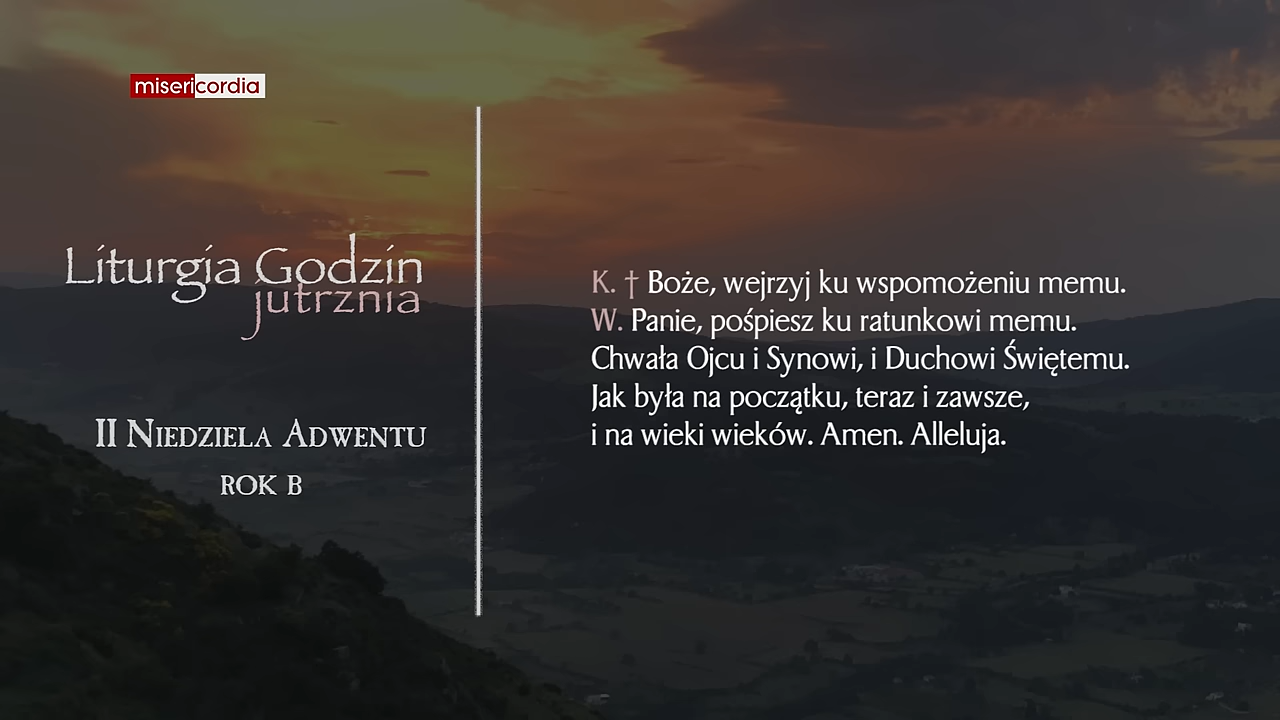 misericordia
Liturgia Godzin
jutrznia
II Niedziela Adwentu
ROK B
K. † Boże, wejrzyj ku wspomożeniu memu.
W. Panie, pośpiesz ku ratunkowi memu.
Chwała Ojcu i Synowi, i Duchowi Świętemu.
Jak była na początku, teraz i zawsze,
i na wieki wieków. Amen. Alleluja.